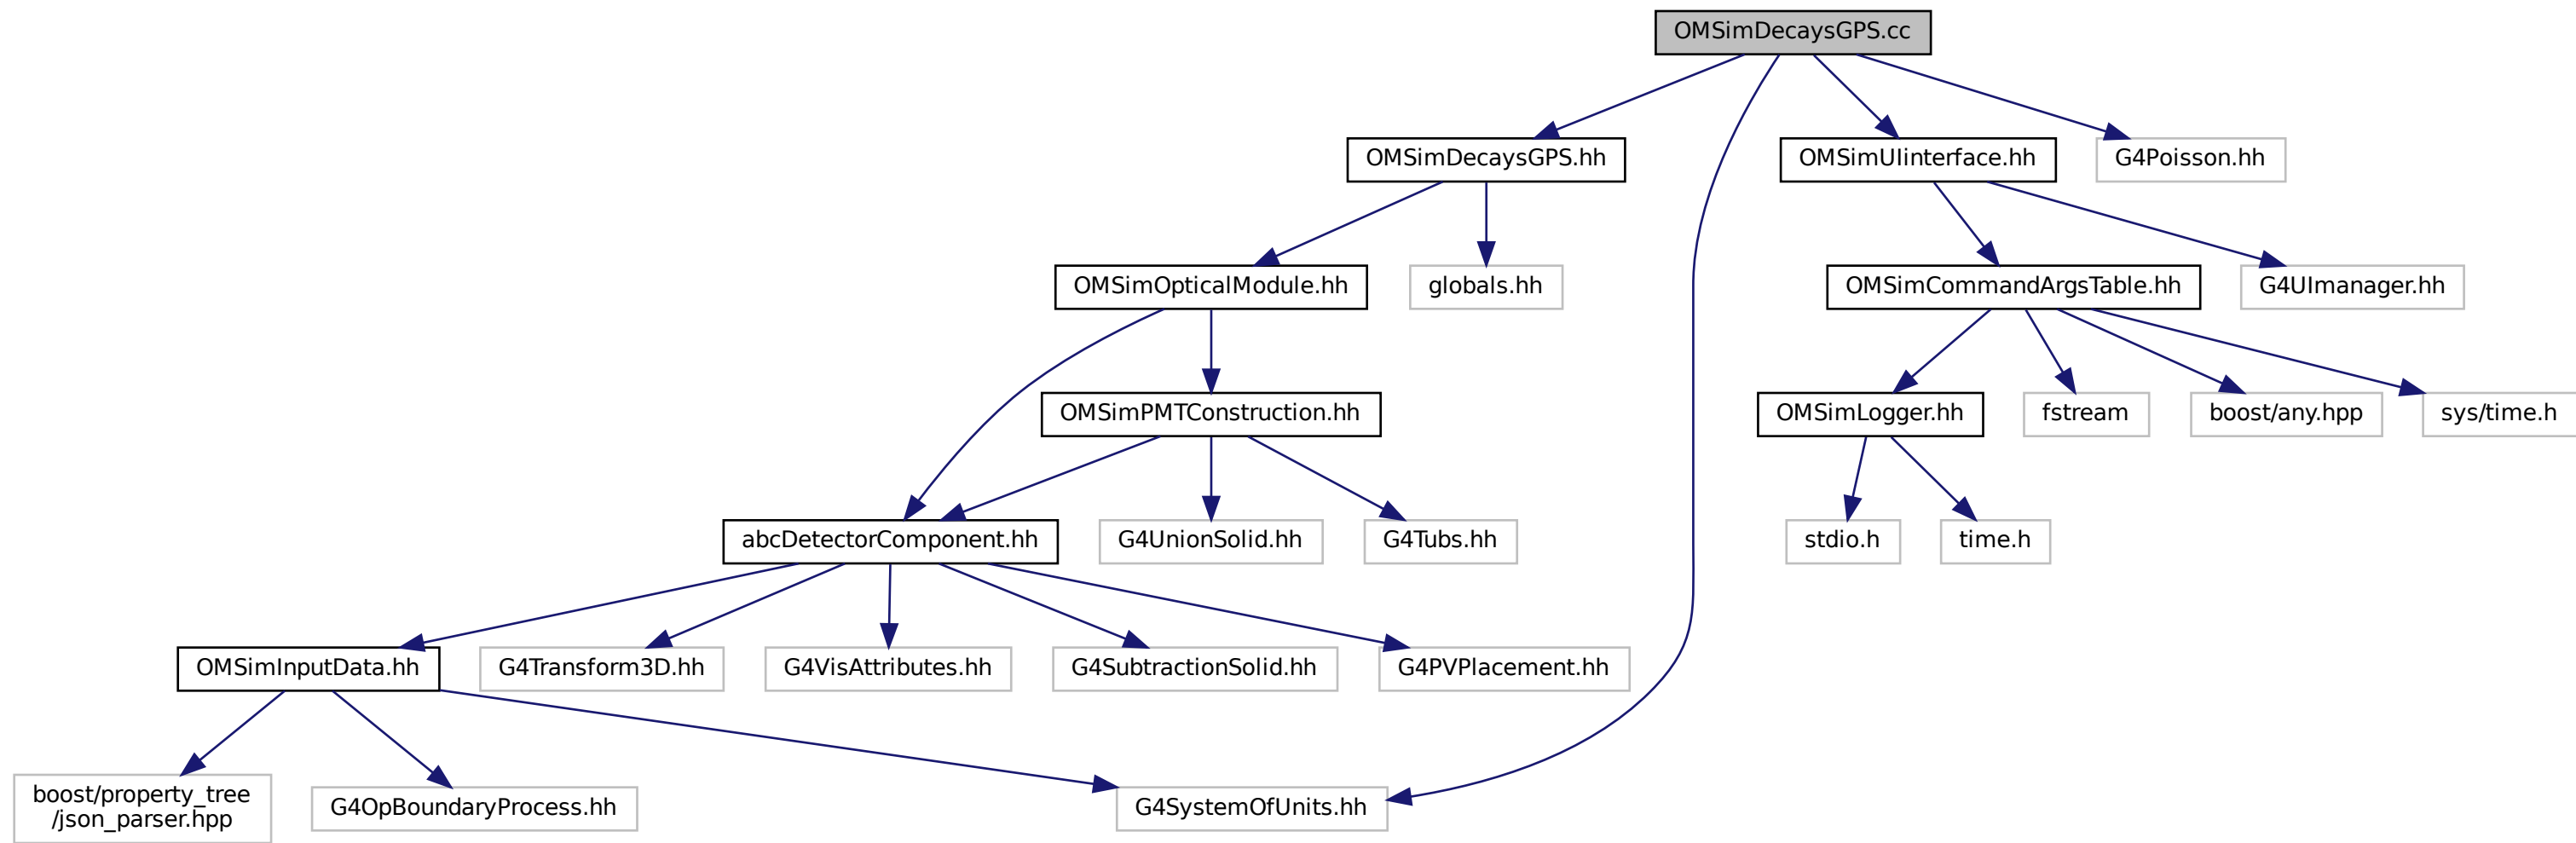 OMSimDecaysGPS.cc
OMSimDecaysGPS.hh
OMSimUIinterface.hh
G4Poisson.hh
OMSimOpticalModule.hh
globals.hh
OMSimCommandArgsTable.hh
G4UImanager.hh
OMSimPMTConstruction.hh
OMSimLogger.hh
fstream
boost/any.hpp
sys/time.h
abcDetectorComponent.hh
G4UnionSolid.hh
G4Tubs.hh
stdio.h
time.h
OMSimInputData.hh
G4Transform3D.hh
G4VisAttributes.hh
G4SubtractionSolid.hh
G4PVPlacement.hh
boost/property_tree
/json_parser.hpp
G4OpBoundaryProcess.hh
G4SystemOfUnits.hh